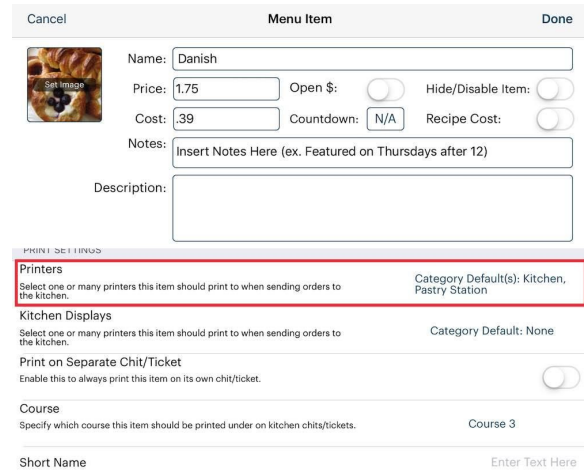 Cancel Menu Item Done
Set Image
Name: Danish
Price: 1.75 Open $: Hide/Disable Item:
Cost: .39 Countdown: N/A Recipe Cost:
Notes: Insert Notes Here (ex. Featured on Thursdays after 12)
Description:
PRINT SETTINGS
Printers
Select one or many printers this item should print to when sending orders to
the kitchen.
Category Default(s): Kitchen,
Pastry Station
Kitchen Displays
Select one or many printers this item should print to when sending orders to
the kitchen.
Category Default: None
Print on Separate Chit/Ticket
Enable this to always print this item on its own chit/ticket.
Course
Specify which course this item should be printed under on kitchen chits/tickets.
Course 3
Short Name Enter Text Here